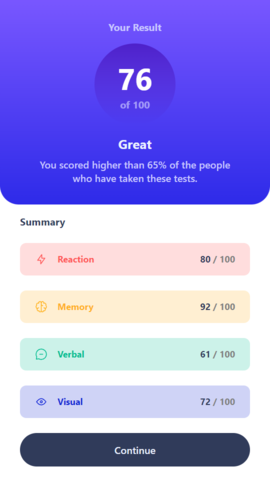 Your Result
76
of 100
Great
You scored higher than 65% of the people
who have taken these tests.
Summary
Reaction 80 / 100
Memory 92 / 100
Verbal 61 / 100
Visual 72 / 100
Continue